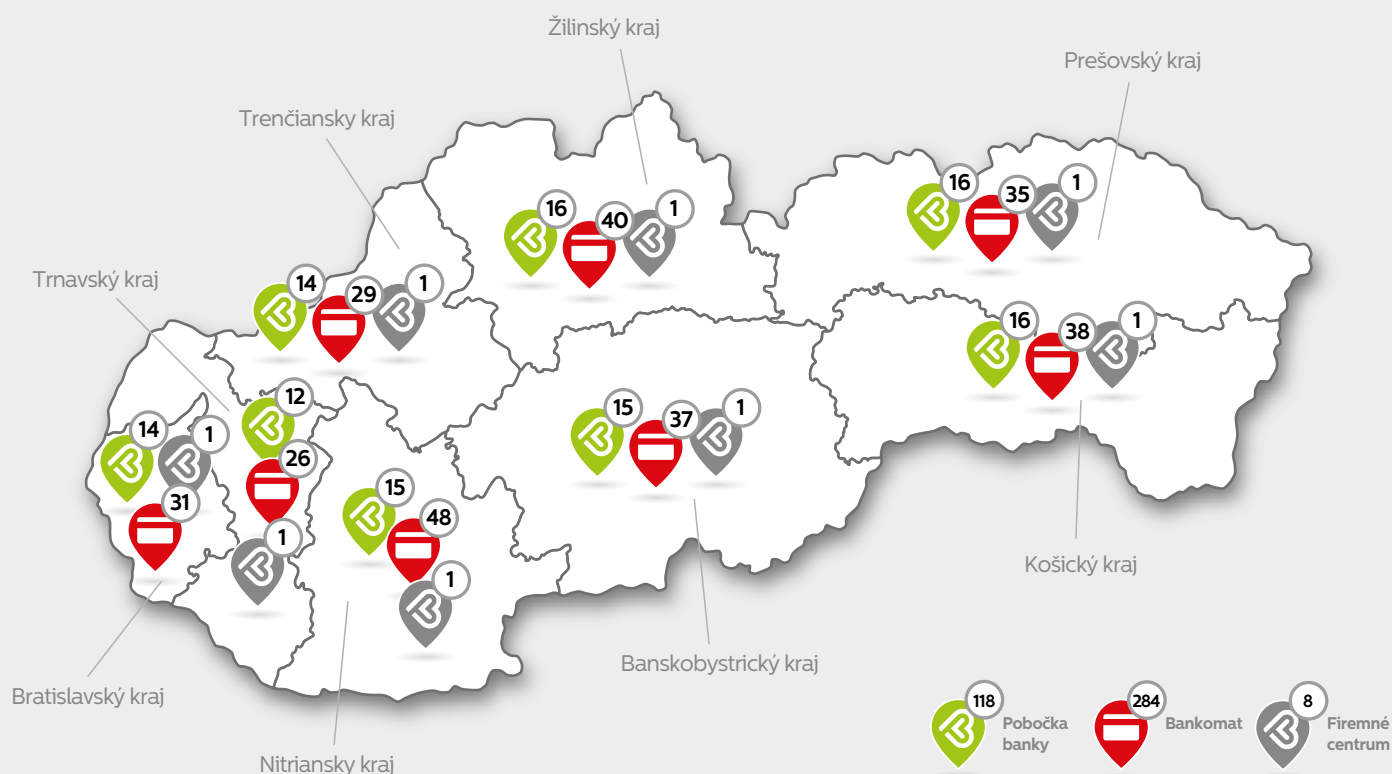 Žilinský kraj
Prešovský kraj
Trenčiansky kraj
16
35
1
16
40
1
Trnavský kraj
14
29
1
16
38
1
12
14
1
26
31
15
37
1
15
48
1
1
Košický kraj
Banskobystrický kraj
Bratislavský kraj
Nitriansky kraj
118
Pobočka
banky
284
Bankomat
8
Firemné
centrum